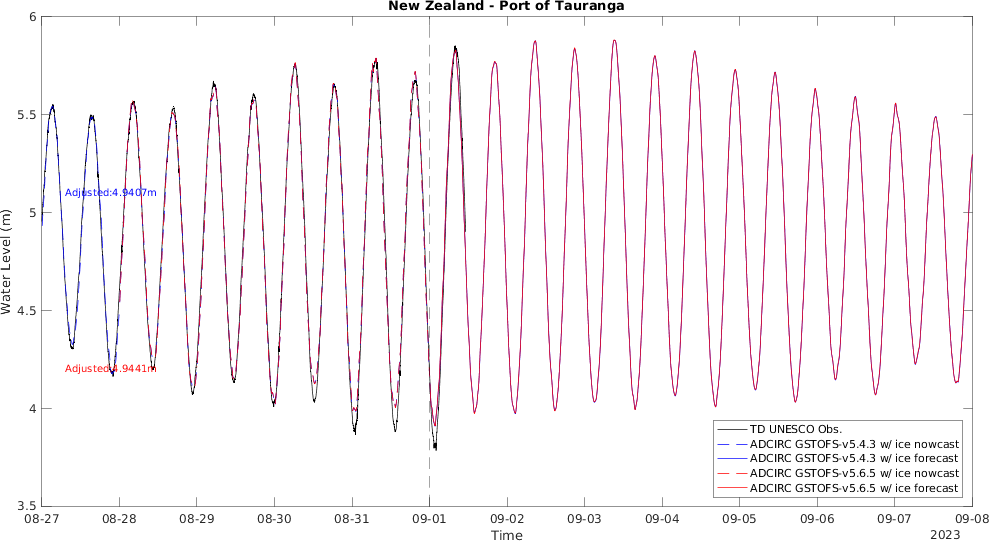 New Zealand - Port of Tauranga
6
5.5
5
4.5
4
3.5
Water Level (m)
Adjusted:4.9407m
Adjusted:4.9441m
TD UNESCO Obs.
ADCIRC GSTOFS-v5.4.3 w/ ice nowcast
ADCIRC GSTOFS-v5.4.3 w/ ice forecast
ADCIRC GSTOFS-v5.6.5 w/ ice nowcast
ADCIRC GSTOFS-v5.6.5 w/ ice forecast
08-27 08-28 08-29 08-30 08-31 09-01 09-02 09-03 09-04 09-05 09-06 09-07 09-08
Time
2023